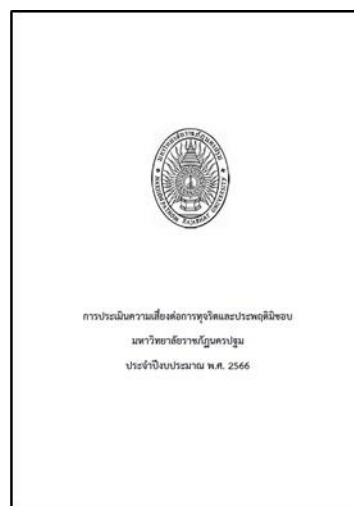 การประเมินความเสี่ยงต่อการทุจริตและประพฤติมิชอบ
มหาวิทยาลัยราชภัฏนครปฐม
ประจำปีงบประมาณ พ.ศ. 2566